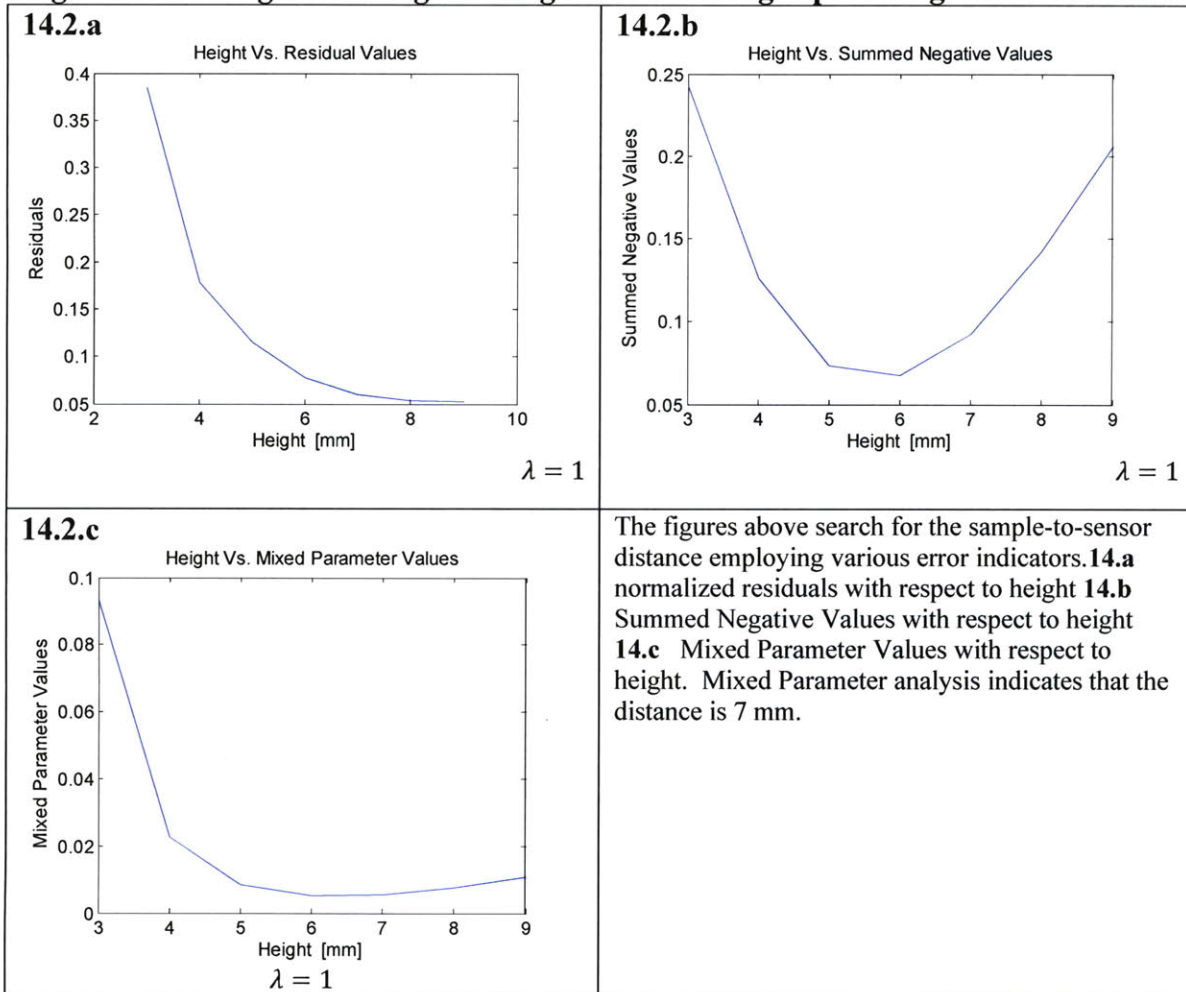 14.2.a
Height Vs. Residual Values
0.4
0.35
0.3
0.25
0.2
0.15
0.1
0.05
Residuals
2 4 6 8 10
Height [mm]
λ = 1
14.2.b
Height Vs. Summed Negative Values
0.25
0.2
0.15
0.1
0.05
Summed Negative Values
3 4 5 6 7 8 9
Height [mm]
λ = 1
14.2.c
Height Vs. Mixed Parameter Values
0.1
0.08
0.06
0.04
0.02
0
Mixed Parameter Values
3 4 5 6 7 8 9
Height [mm]
λ = 1
The figures above search for the sample-to-sensor
distance employing various error indicators.14.a
normalized residuals with respect to height 14.b
Summed Negative Values with respect to height
14.c Mixed Parameter Values with respect to
height. Mixed Parameter analysis indicates that the
distance is 7 mm.